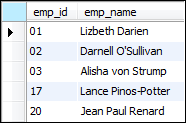 emp_id emp_name
01 Lizbeth Darien
02 Darnell O'Sullivan
03 Alisha von Strump
17 Lance Pinos-Potter
20 Jean Paul Renard